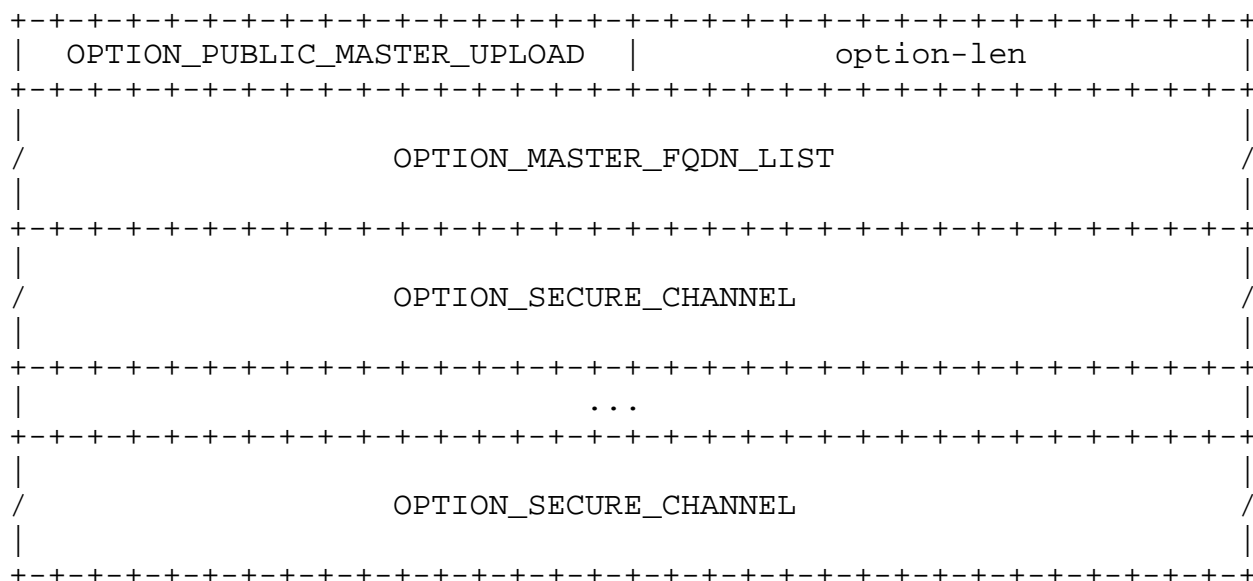 +-+-+-+-+-+-+-+-+-+-+-+-+-+-+-+-+-+-+-+-+-+-+-+-+-+-+-+-+-+-+-+-+
| OPTION_PUBLIC_MASTER_UPLOAD | option-len |
+-+-+-+-+-+-+-+-+-+-+-+-+-+-+-+-+-+-+-+-+-+-+-+-+-+-+-+-+-+-+-+-+
| |
/ OPTION_MASTER_FQDN_LIST /
| |
+-+-+-+-+-+-+-+-+-+-+-+-+-+-+-+-+-+-+-+-+-+-+-+-+-+-+-+-+-+-+-+-+
| |
/ OPTION_SECURE_CHANNEL /
| |
+-+-+-+-+-+-+-+-+-+-+-+-+-+-+-+-+-+-+-+-+-+-+-+-+-+-+-+-+-+-+-+-+
| ... |
+-+-+-+-+-+-+-+-+-+-+-+-+-+-+-+-+-+-+-+-+-+-+-+-+-+-+-+-+-+-+-+-+
| |
/ OPTION_SECURE_CHANNEL /
| |
+-+-+-+-+-+-+-+-+-+-+-+-+-+-+-+-+-+-+-+-+-+-+-+-+-+-+-+-+-+-+-+-+